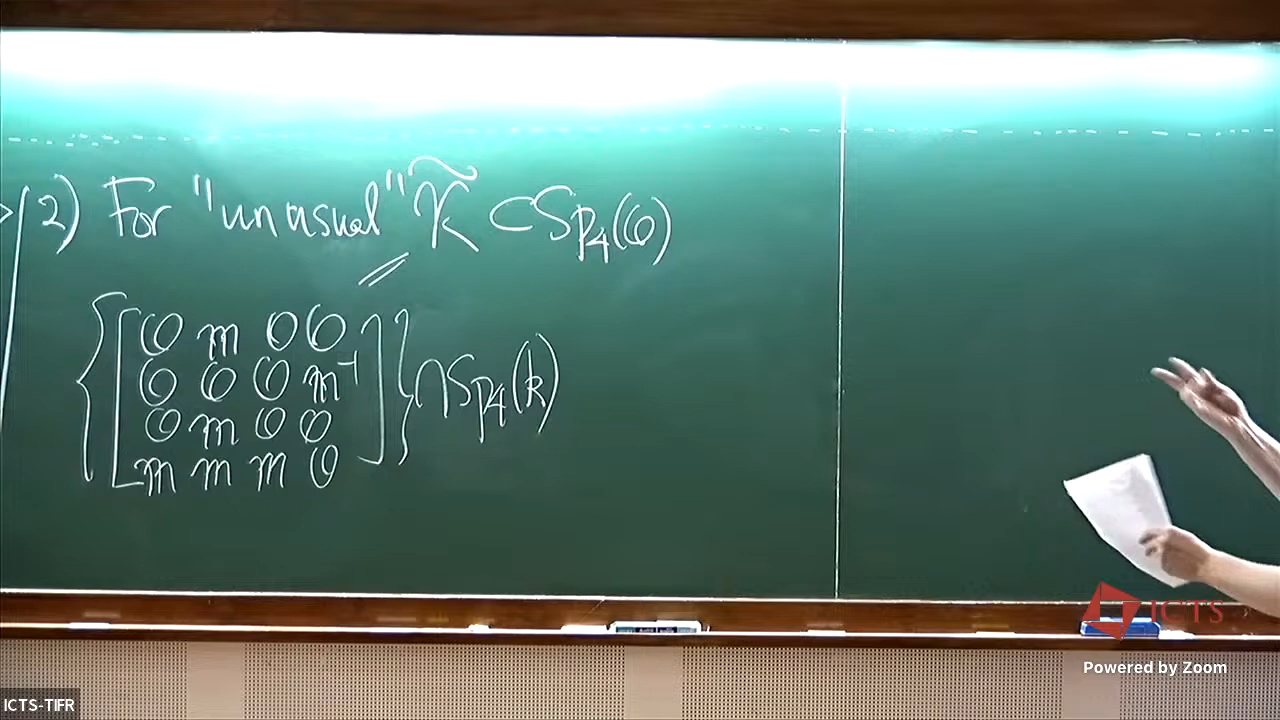 2) For "unusual" K̃ ⊂ Sp₄(O)
{ [ O m O O
O O O m⁻¹
O m O O
m m m O ] } ∩ Sp₄(k)
ICTS
Powered by Zoom
ICTS-TIFR